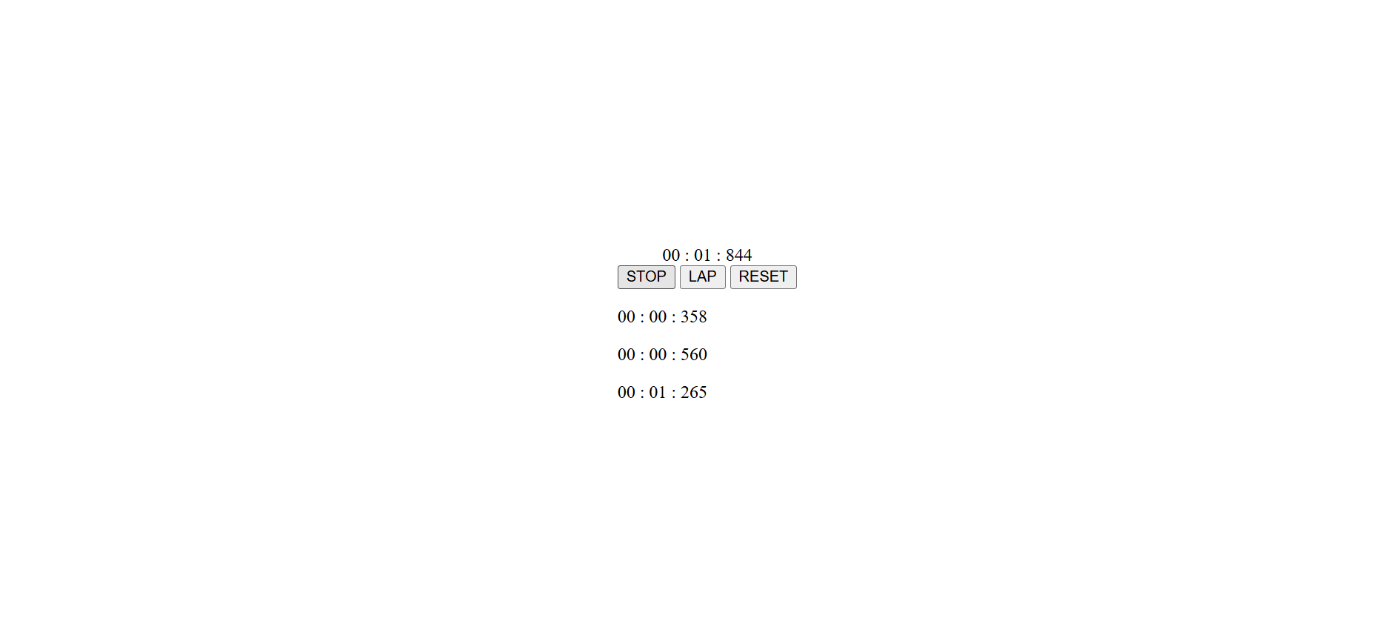 00 : 01 : 844
STOP LAP RESET
00 : 00 : 358
00 : 00 : 560
00 : 01 : 265